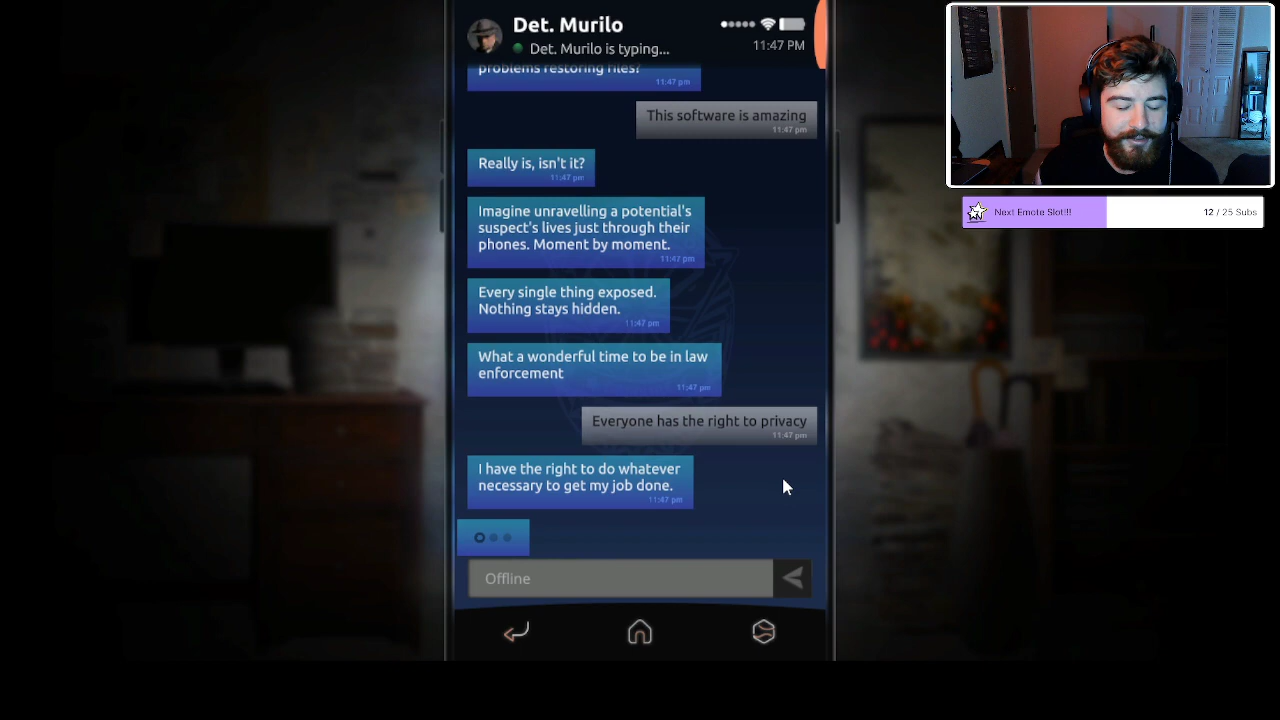 Det. Murilo
Det. Murilo is typing...
11:47 PM
problems restoring files?
11:47 pm
This software is amazing
11:47 pm
Really is, isn't it?
11:47 pm
Imagine unravelling a potential's
suspect's lives just through their
phones. Moment by moment.
11:47 pm
Every single thing exposed.
Nothing stays hidden.
11:47 pm
What a wonderful time to be in law
enforcement
11:47 pm
Everyone has the right to privacy
11:47 pm
I have the right to do whatever
necessary to get my job done.
11:47 pm
Offline
Next Emote Slot!!!
12 / 25 Subs